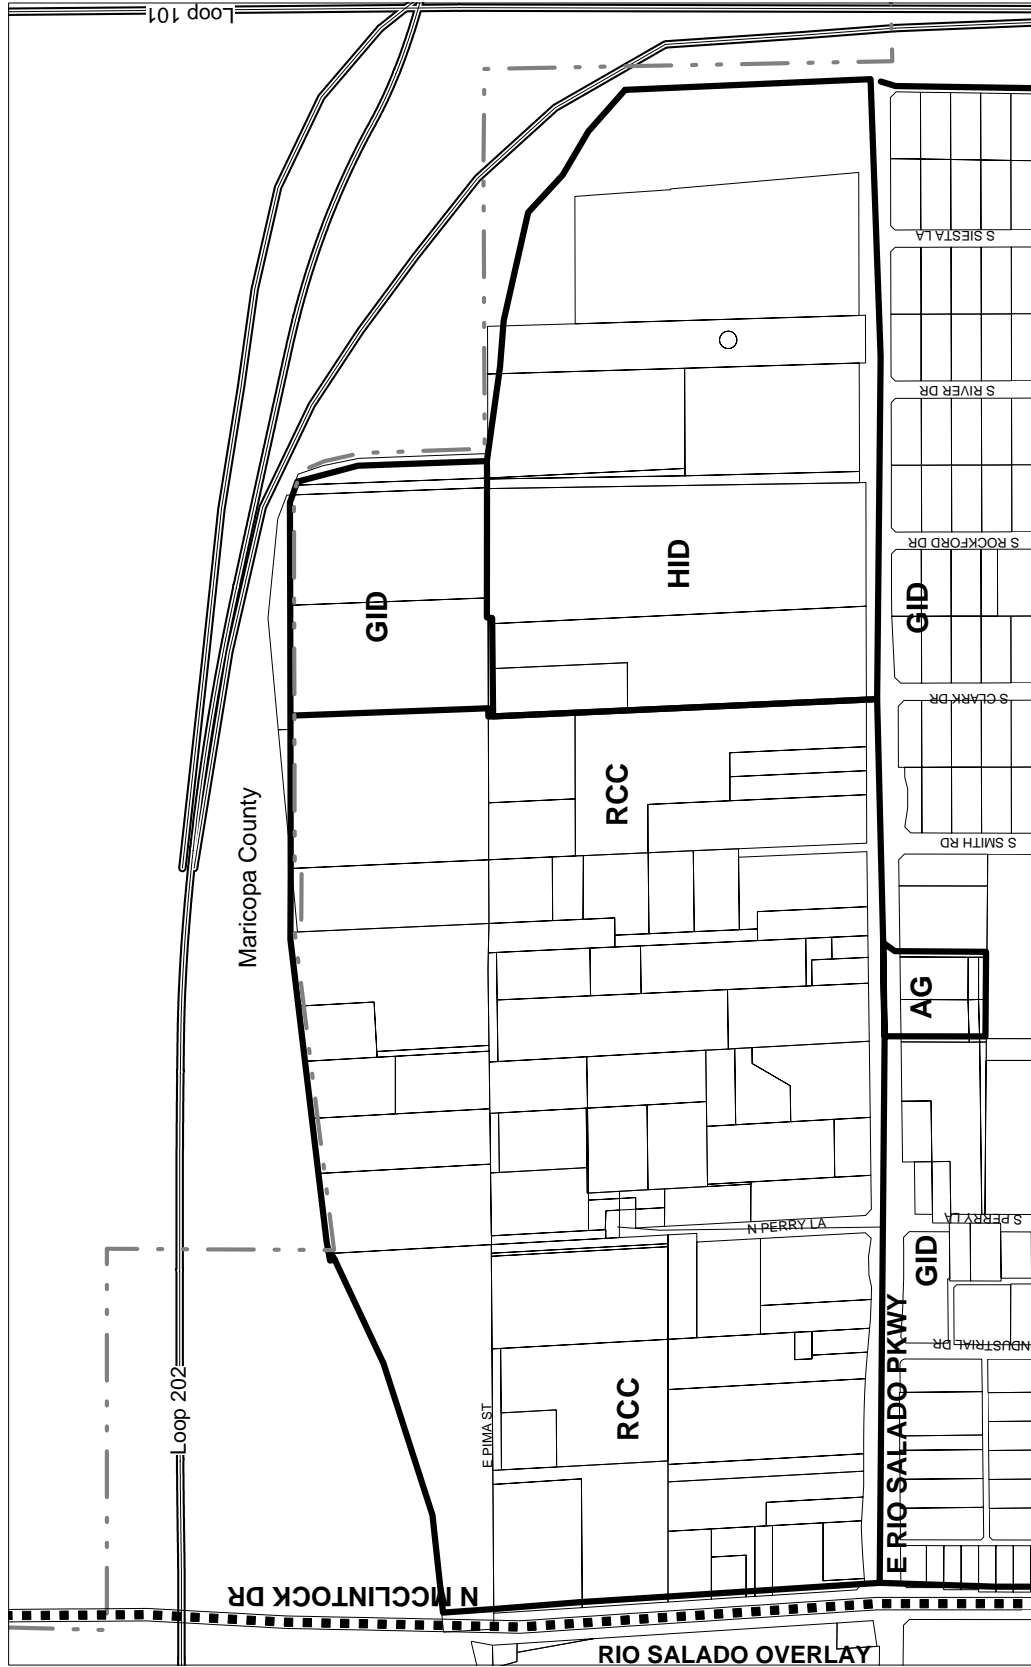 Loop 101
S SIESTA LA
S RIVER DR
S ROCKFORD DR
HID
GID
GID
S CLARK DR
RCC
Maricopa County
S SMITH RD
AG
N PERRY LA
S PERRY LA
GID
NDUSTRIAL DR
E RIO SALADO PKWY
Loop 202
RCC
E PIMA ST
N MCCLINTOCK DR
RIO SALADO OVERLAY